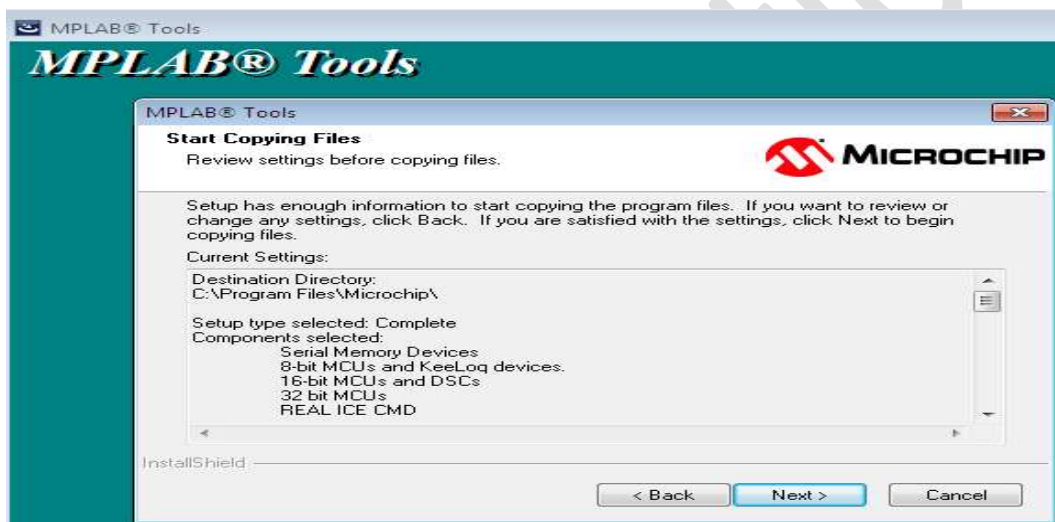 MPLAB® Tools
MPLAB® Tools
MPLAB® Tools
Start Copying Files
Review settings before copying files.
MICROCHIP
Setup has enough information to start copying the program files. If you want to review or
change any settings, click Back. If you are satisfied with the settings, click Next to begin
copying files.
Current Settings:
Destination Directory:
C:\Program Files\Microchip\
Setup type selected: Complete
Components selected:
Serial Memory Devices
8-bit MCUs and KeeLoq devices.
16-bit MCUs and DSCs
32 bit MCUs
REAL ICE CMD
InstallShield
< Back Next > Cancel